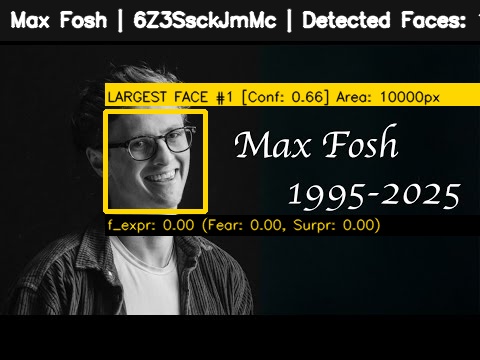 Max Fosh | 6Z3SsckJmMc | Detected Faces:
LARGEST FACE #1 [Conf: 0.66] Area: 10000px
Max Fosh
1995-2025
f_expr: 0.00 (Fear: 0.00, Surpr: 0.00)